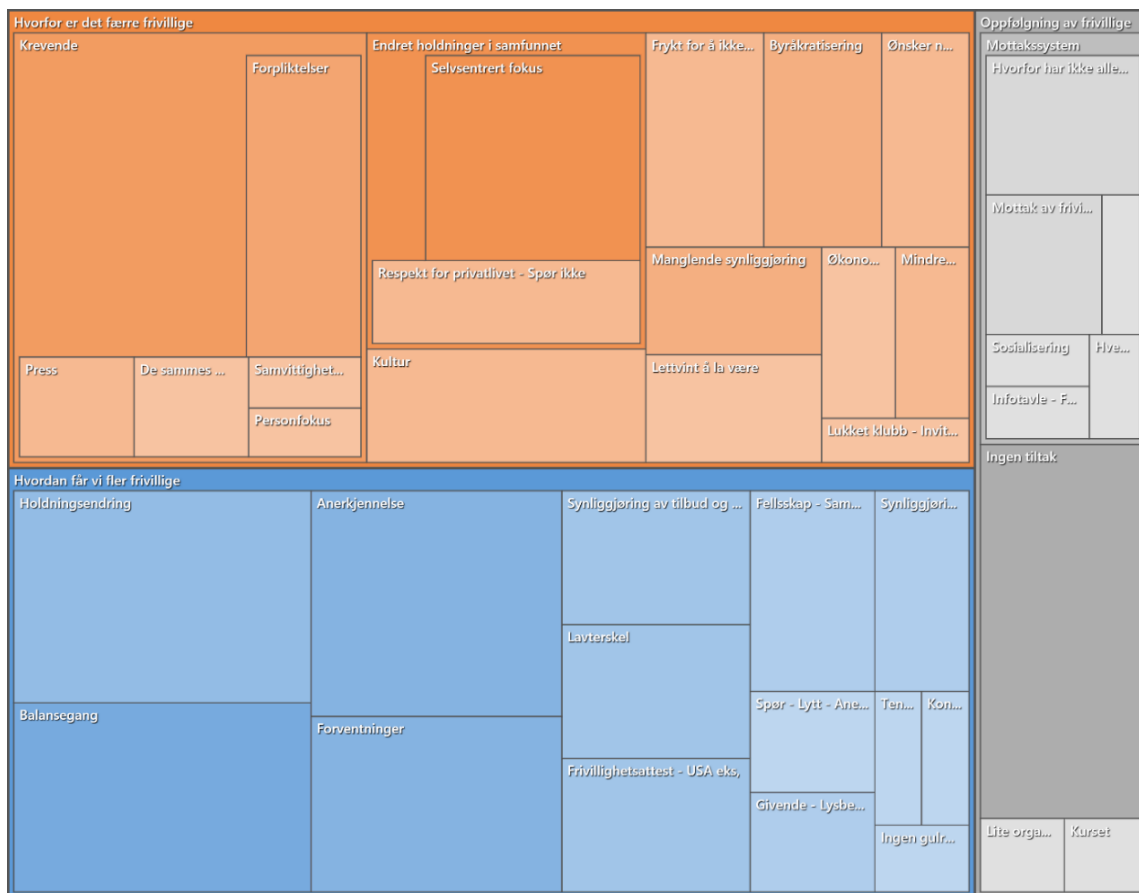 Hvorfor er det færre frivillige
Krevende
Forpliktelser
Press
De sammes ...
Samvittighet...
Personfokus
Endret holdninger i samfunnet
Selvsentrert fokus
Respekt for privatlivet - Spør ikke
Kultur
Frykt for å ikke...
Byråkratisering
Ønsker n...
Manglende synliggjøring
Økono...
Mindre...
Lettvint å la være
Lukket klubb - Invit...
Hvordan får vi fler frivillige
Holdningsendring
Balansegang
Anerkjennelse
Forventninger
Synliggjøring av tilbud og ...
Lavterskel
Frivillighetsattest - USA eks,
Fellsskap - Sam...
Synliggjøri...
Spør - Lytt - Ane...
Ten...
Kon...
Givende - Lysbe...
Ingen gulr...
Oppfølgning av frivillige
Mottakssystem
Hvorfor har ikke alle...
Mottak av frivi...
Sosialisering
Hve...
Infotavle - F...
Ingen tiltak
Lite orga...
Kurset